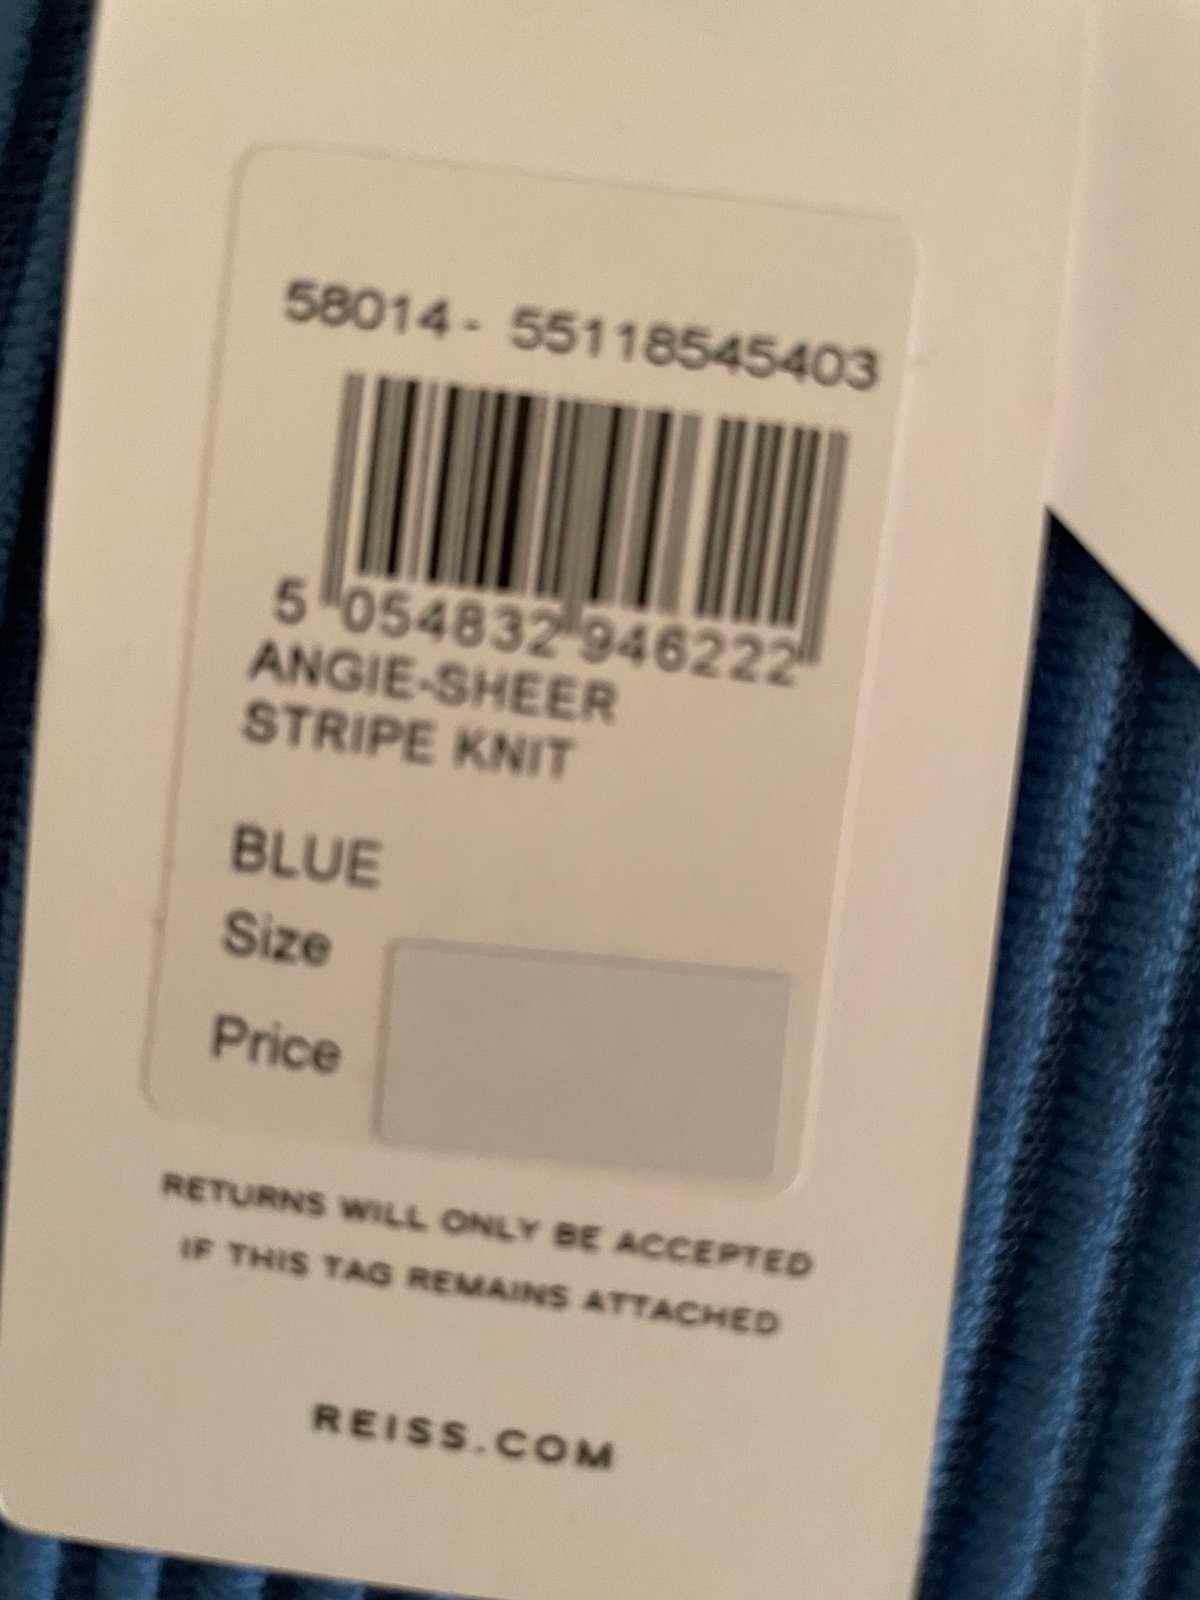 58014 - 55118545403
5 054832 946222
ANGIE-SHEER
STRIPE KNIT
BLUE
Size
Price
RETURNS WILL ONLY BE ACCEPTED
IF THIS TAG REMAINS ATTACHED
REISS.COM